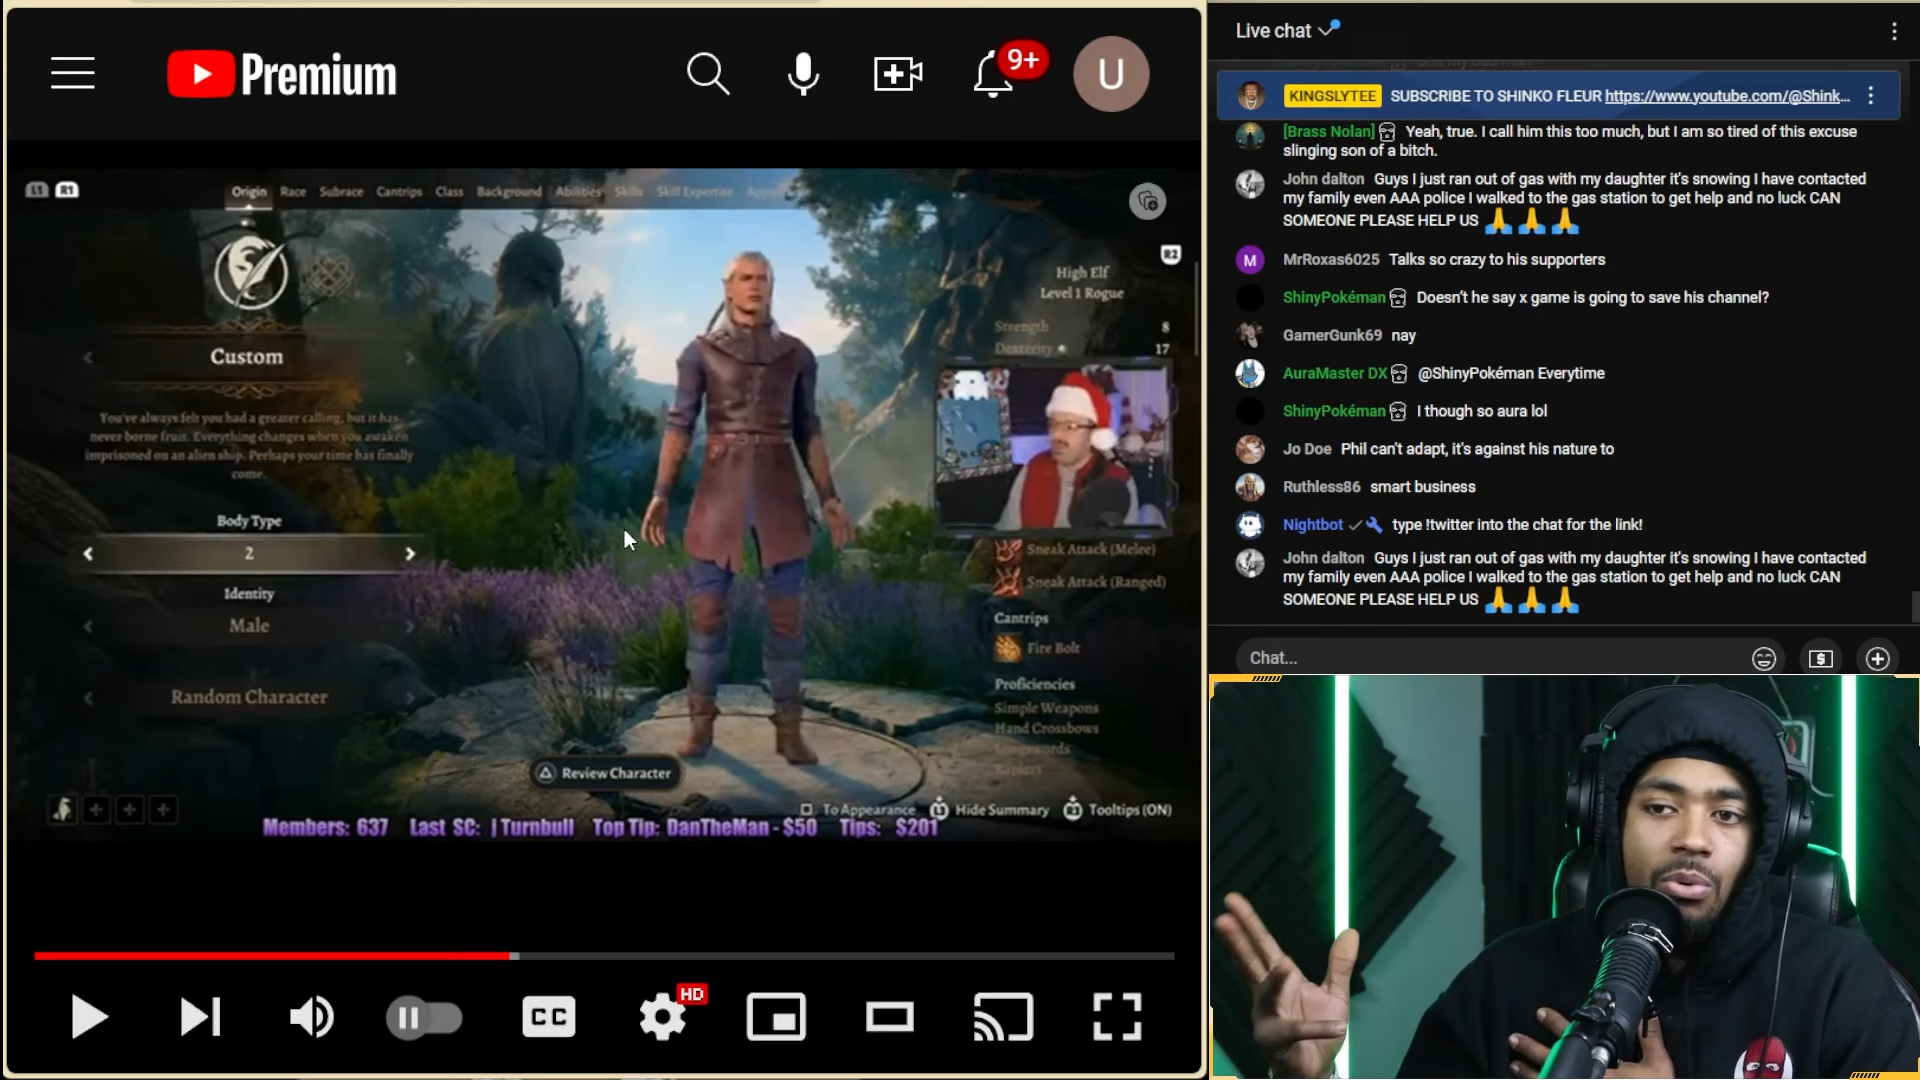 Premium
9+
U
L1 R1
Origin Race Subrace Cantrips Class Background Abilities Skills Skill Expertise
R2
High Elf
Level 1 Rogue
Strength 8
Dexterity 17
Custom
You've always felt you had a greater calling, but it has
never borne fruit. Everything changes when you awaken
imprisoned on an alien ship. Perhaps your time has finally
come.
Body Type
2
Identity
Male
Random Character
Sneak Attack (Melee)
Sneak Attack (Ranged)
Cantrips
Fire Bolt
Proficiencies
Simple Weapons
Hand Crossbows
Longswords
Rapiers
Review Character
To Appearance Hide Summary Tooltips (ON)
Members: 637 Last SC: j Turnbull Top Tip: DanTheMan - $50 Tips: $201
CC
HD
Live chat
KINGSLYTEE SUBSCRIBE TO SHINKO FLEUR https://www.youtube.com/@Shink...
[Brass Nolan] Yeah, true. I call him this too much, but I am so tired of this excuse
slinging son of a bitch.
John dalton Guys I just ran out of gas with my daughter it's snowing I have contacted
my family even AAA police I walked to the gas station to get help and no luck CAN
SOMEONE PLEASE HELP US 🙏🙏🙏
M
MrRoxas6025 Talks so crazy to his supporters
ShinyPokéman Doesn't he say x game is going to save his channel?
GamerGunk69 nay
AuraMaster DX @ShinyPokéman Everytime
ShinyPokéman I though so aura lol
Jo Doe Phil can't adapt, it's against his nature to
Ruthless86 smart business
Nightbot type !twitter into the chat for the link!
John dalton Guys I just ran out of gas with my daughter it's snowing I have contacted
my family even AAA police I walked to the gas station to get help and no luck CAN
SOMEONE PLEASE HELP US 🙏🙏🙏
Chat...